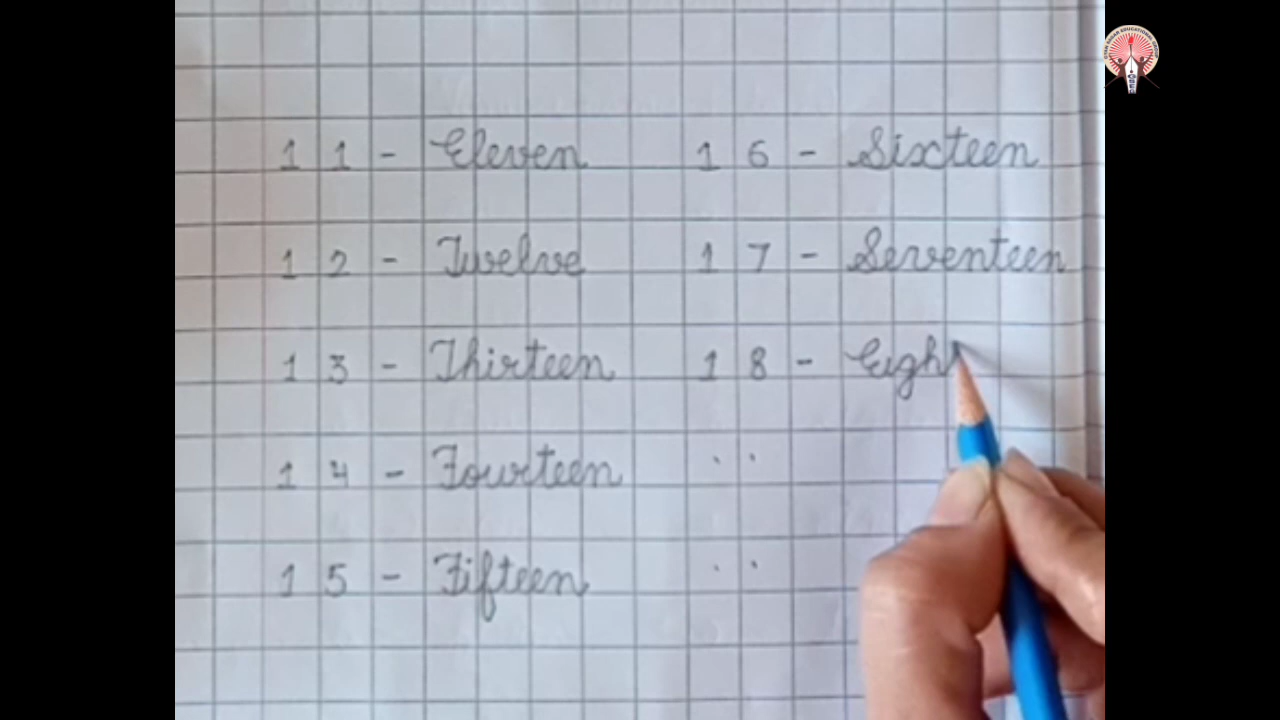 11 - Eleven
12 - Twelve
13 - Thirteen
14 - Fourteen
15 - Fifteen
16 - Sixteen
17 - Seventeen
18 - Eigh